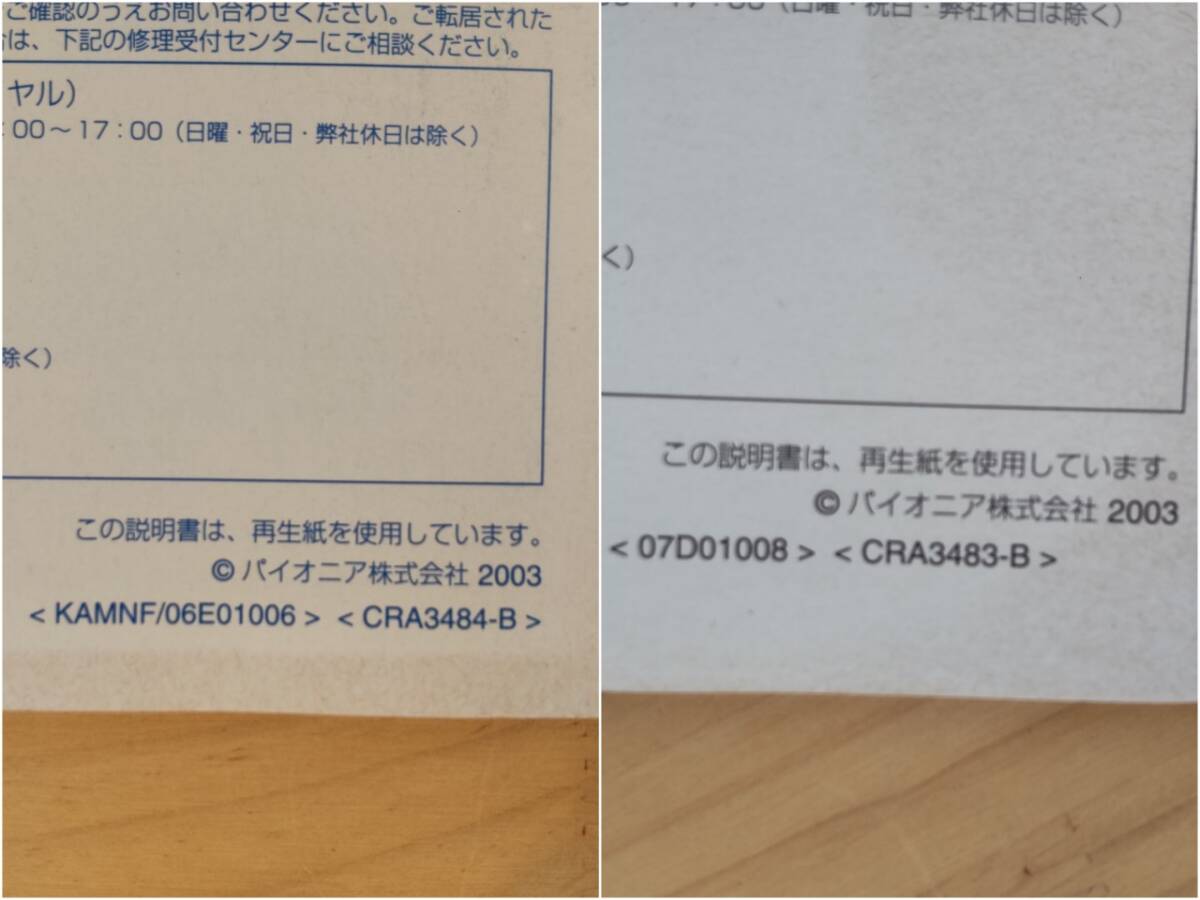 ご確認のうえお問い合わせください。ご転居された
は、下記の修理受付センターにご相談ください。
ヤル）
：00〜17：00（日曜・祝日・弊社休日は除く）
除く）
この説明書は、再生紙を使用しています。
© パイオニア株式会社 2003
< KAMNF/06E01006 > < CRA3484-B >
17：00（日曜・祝日・弊社休日は除く）
く）
この説明書は、再生紙を使用しています。
© パイオニア株式会社 2003
< 07D01008 > < CRA3483-B >